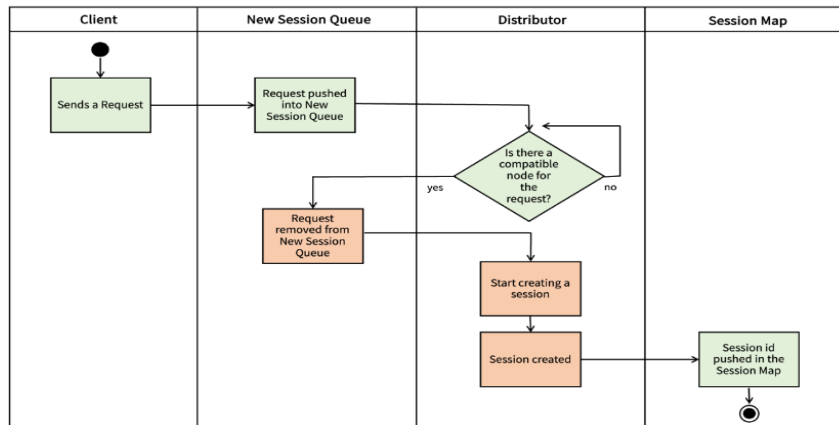 Client
New Session Queue
Distributor
Session Map
Sends a Request
Request pushed
into New
Session Queue
Is there a
compatible
node for
the
request?
yes
no
Request
removed from
New Session
Queue
Start creating a
session
Session created
Session id
pushed in the
Session Map